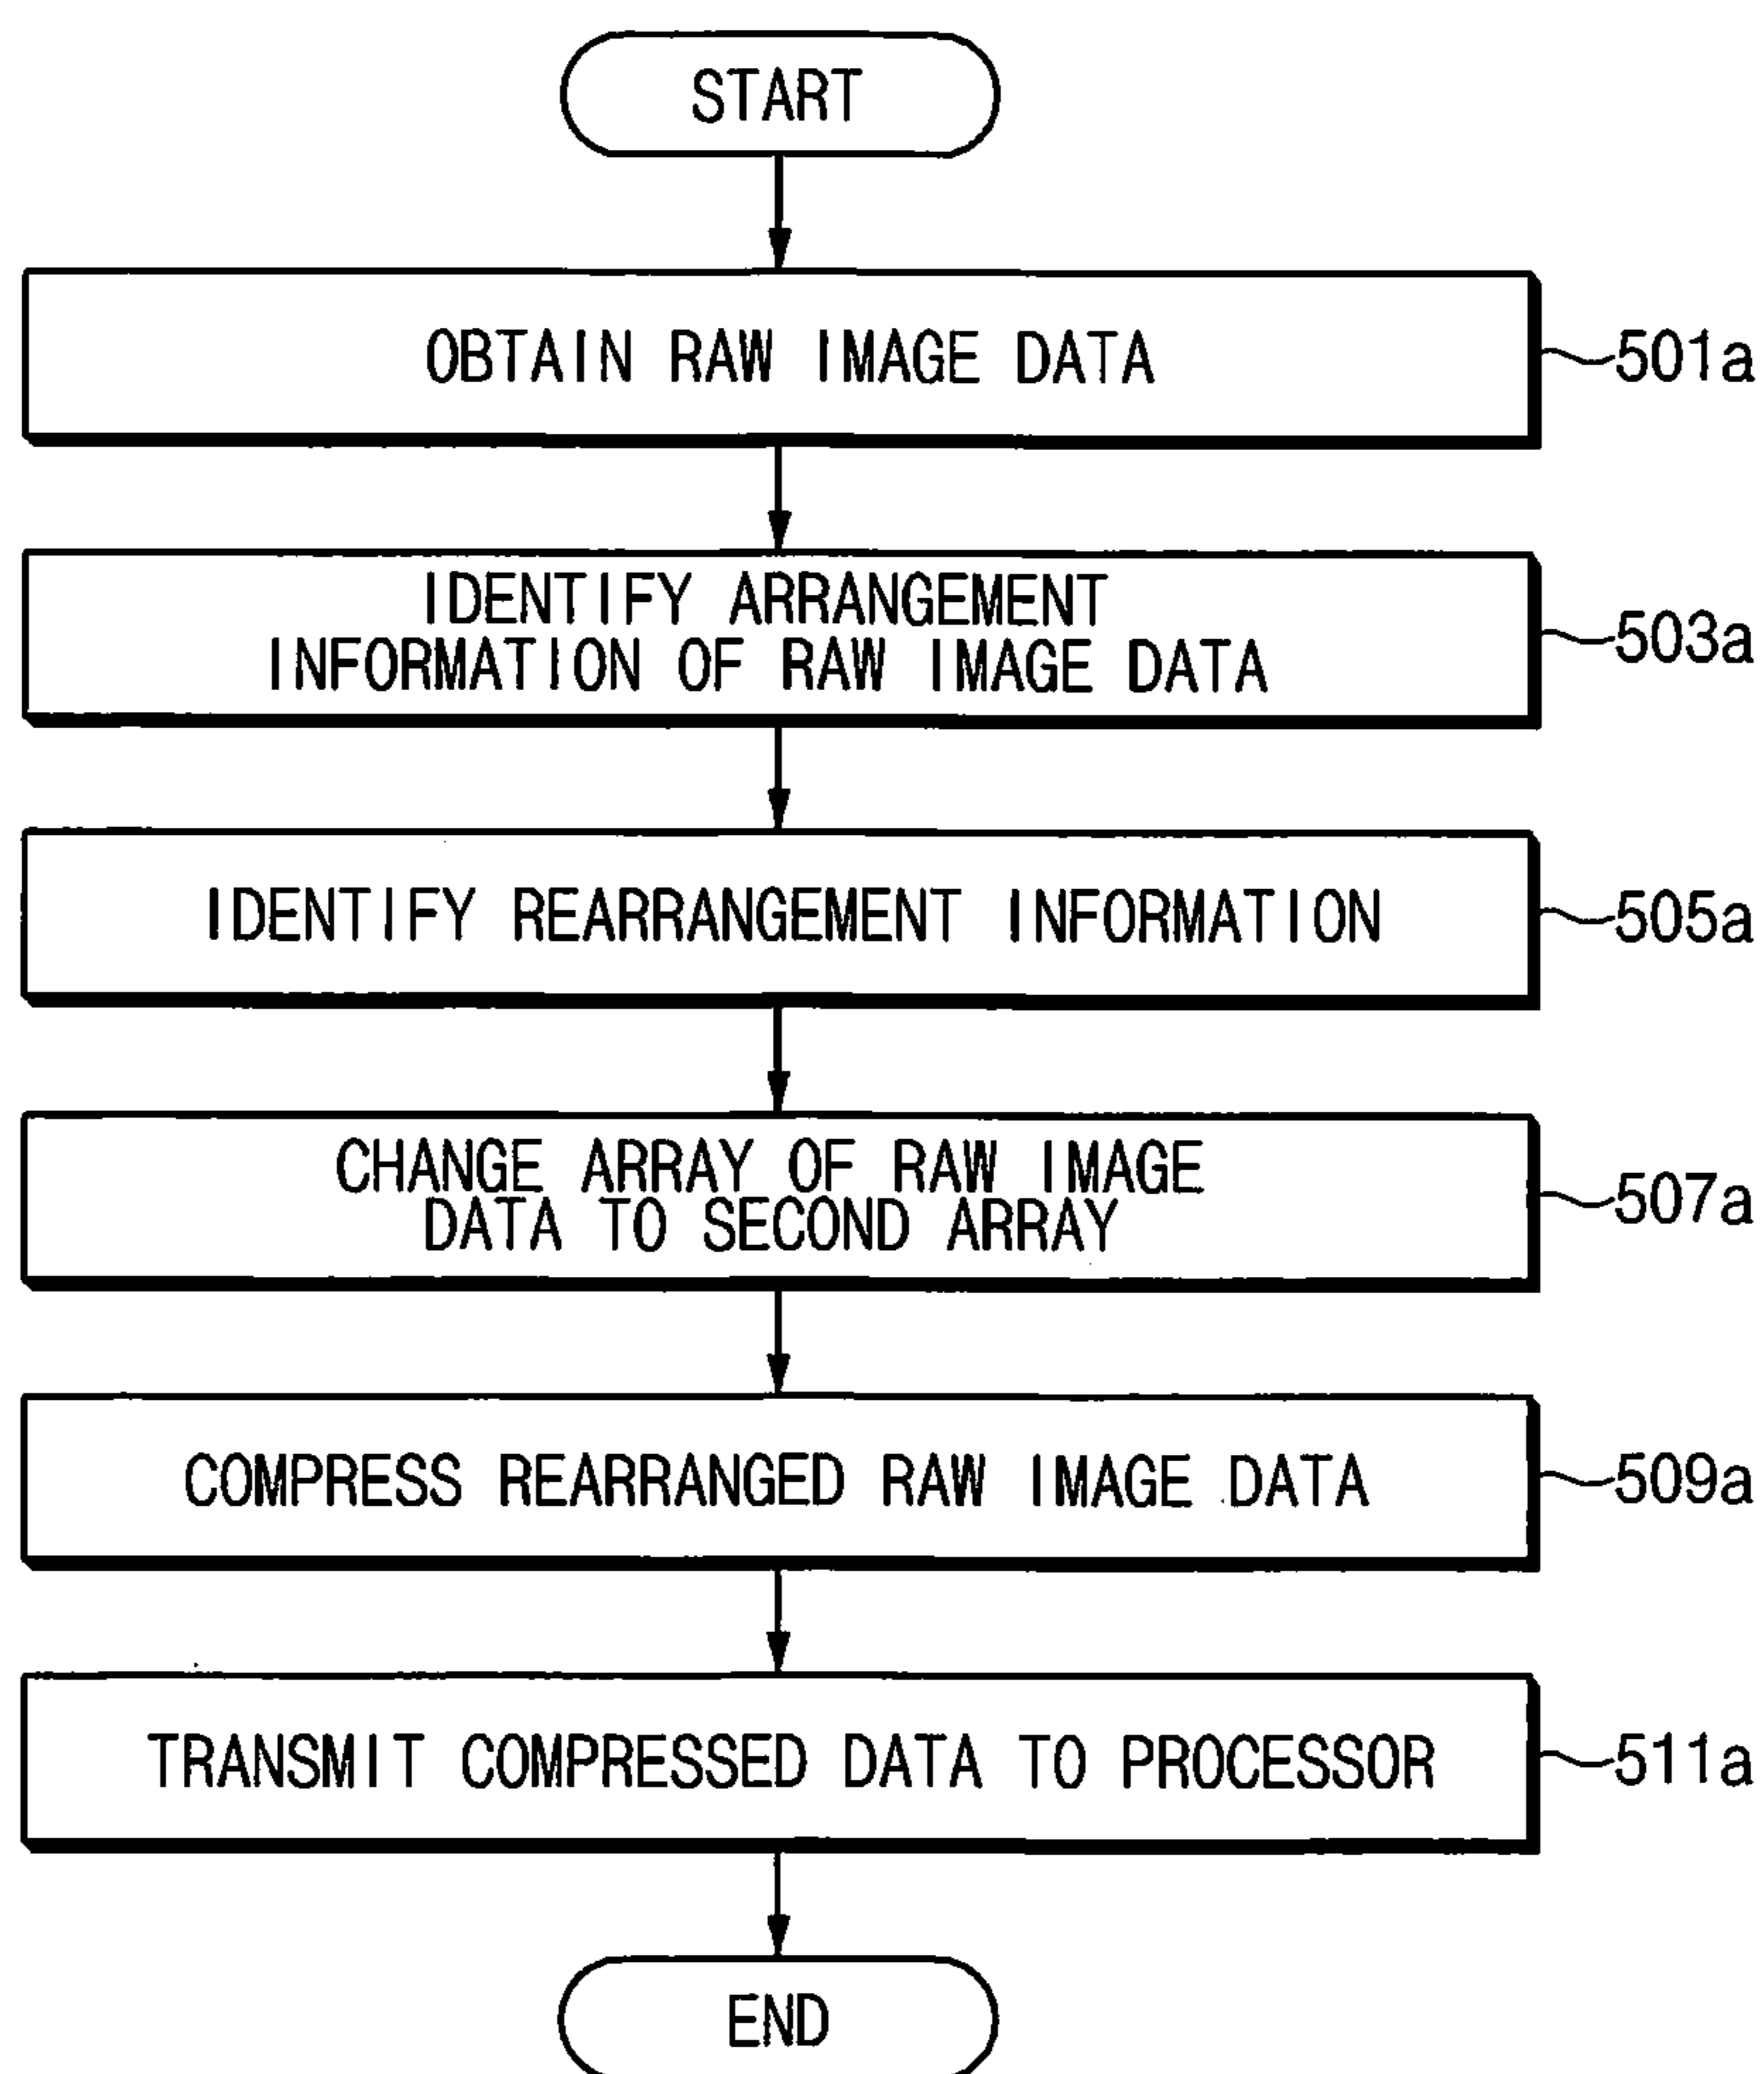 START
OBTAIN RAW IMAGE DATA
501a
IDENTIFY ARRANGEMENT
INFORMATION OF RAW IMAGE DATA
503a
IDENTIFY REARRANGEMENT INFORMATION
505a
CHANGE ARRAY OF RAW IMAGE
DATA TO SECOND ARRAY
507a
COMPRESS REARRANGED RAW IMAGE DATA
509a
TRANSMIT COMPRESSED DATA TO PROCESSOR
511a
END